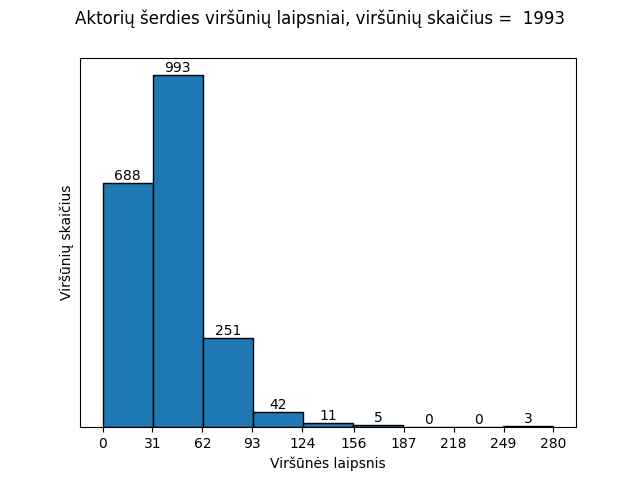 Aktorių šerdies viršūnių laipsniai, viršūnių skaičius =  1993
993
688
251
42
11
5
0
0
3
Viršūnių skaičius
0 31 62 93 124 156 187 218 249 280
Viršūnės laipsnis